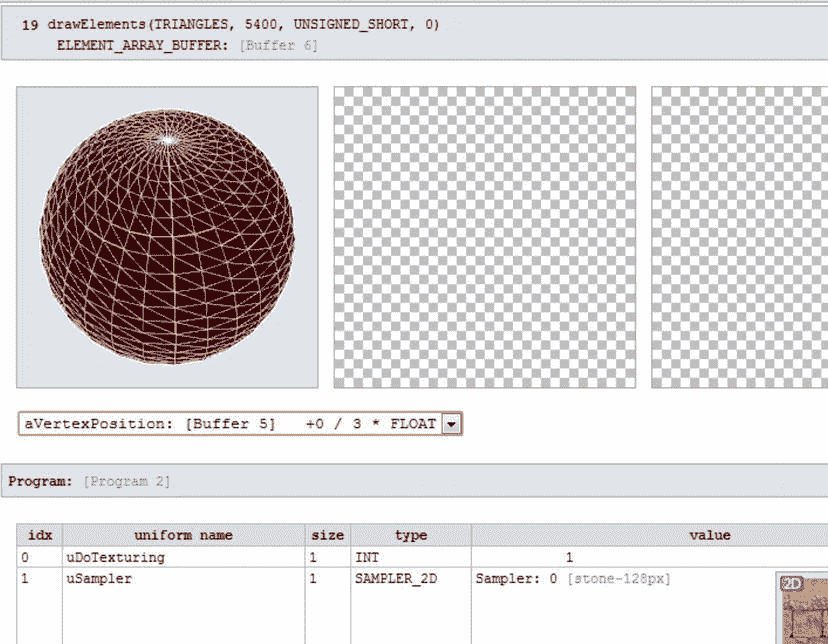 19 drawElements(TRIANGLES, 5400, UNSIGNED_SHORT, 0)
ELEMENT_ARRAY_BUFFER: [Buffer 6]
aVertexPosition: [Buffer 5] +0 / 3 * FLOAT
Program: [Program 2]
idx uniform name size type value
0 uDoTexturing 1 INT 1
1 uSampler 1 SAMPLER_2D Sampler: 0 [stone-128px]
2D